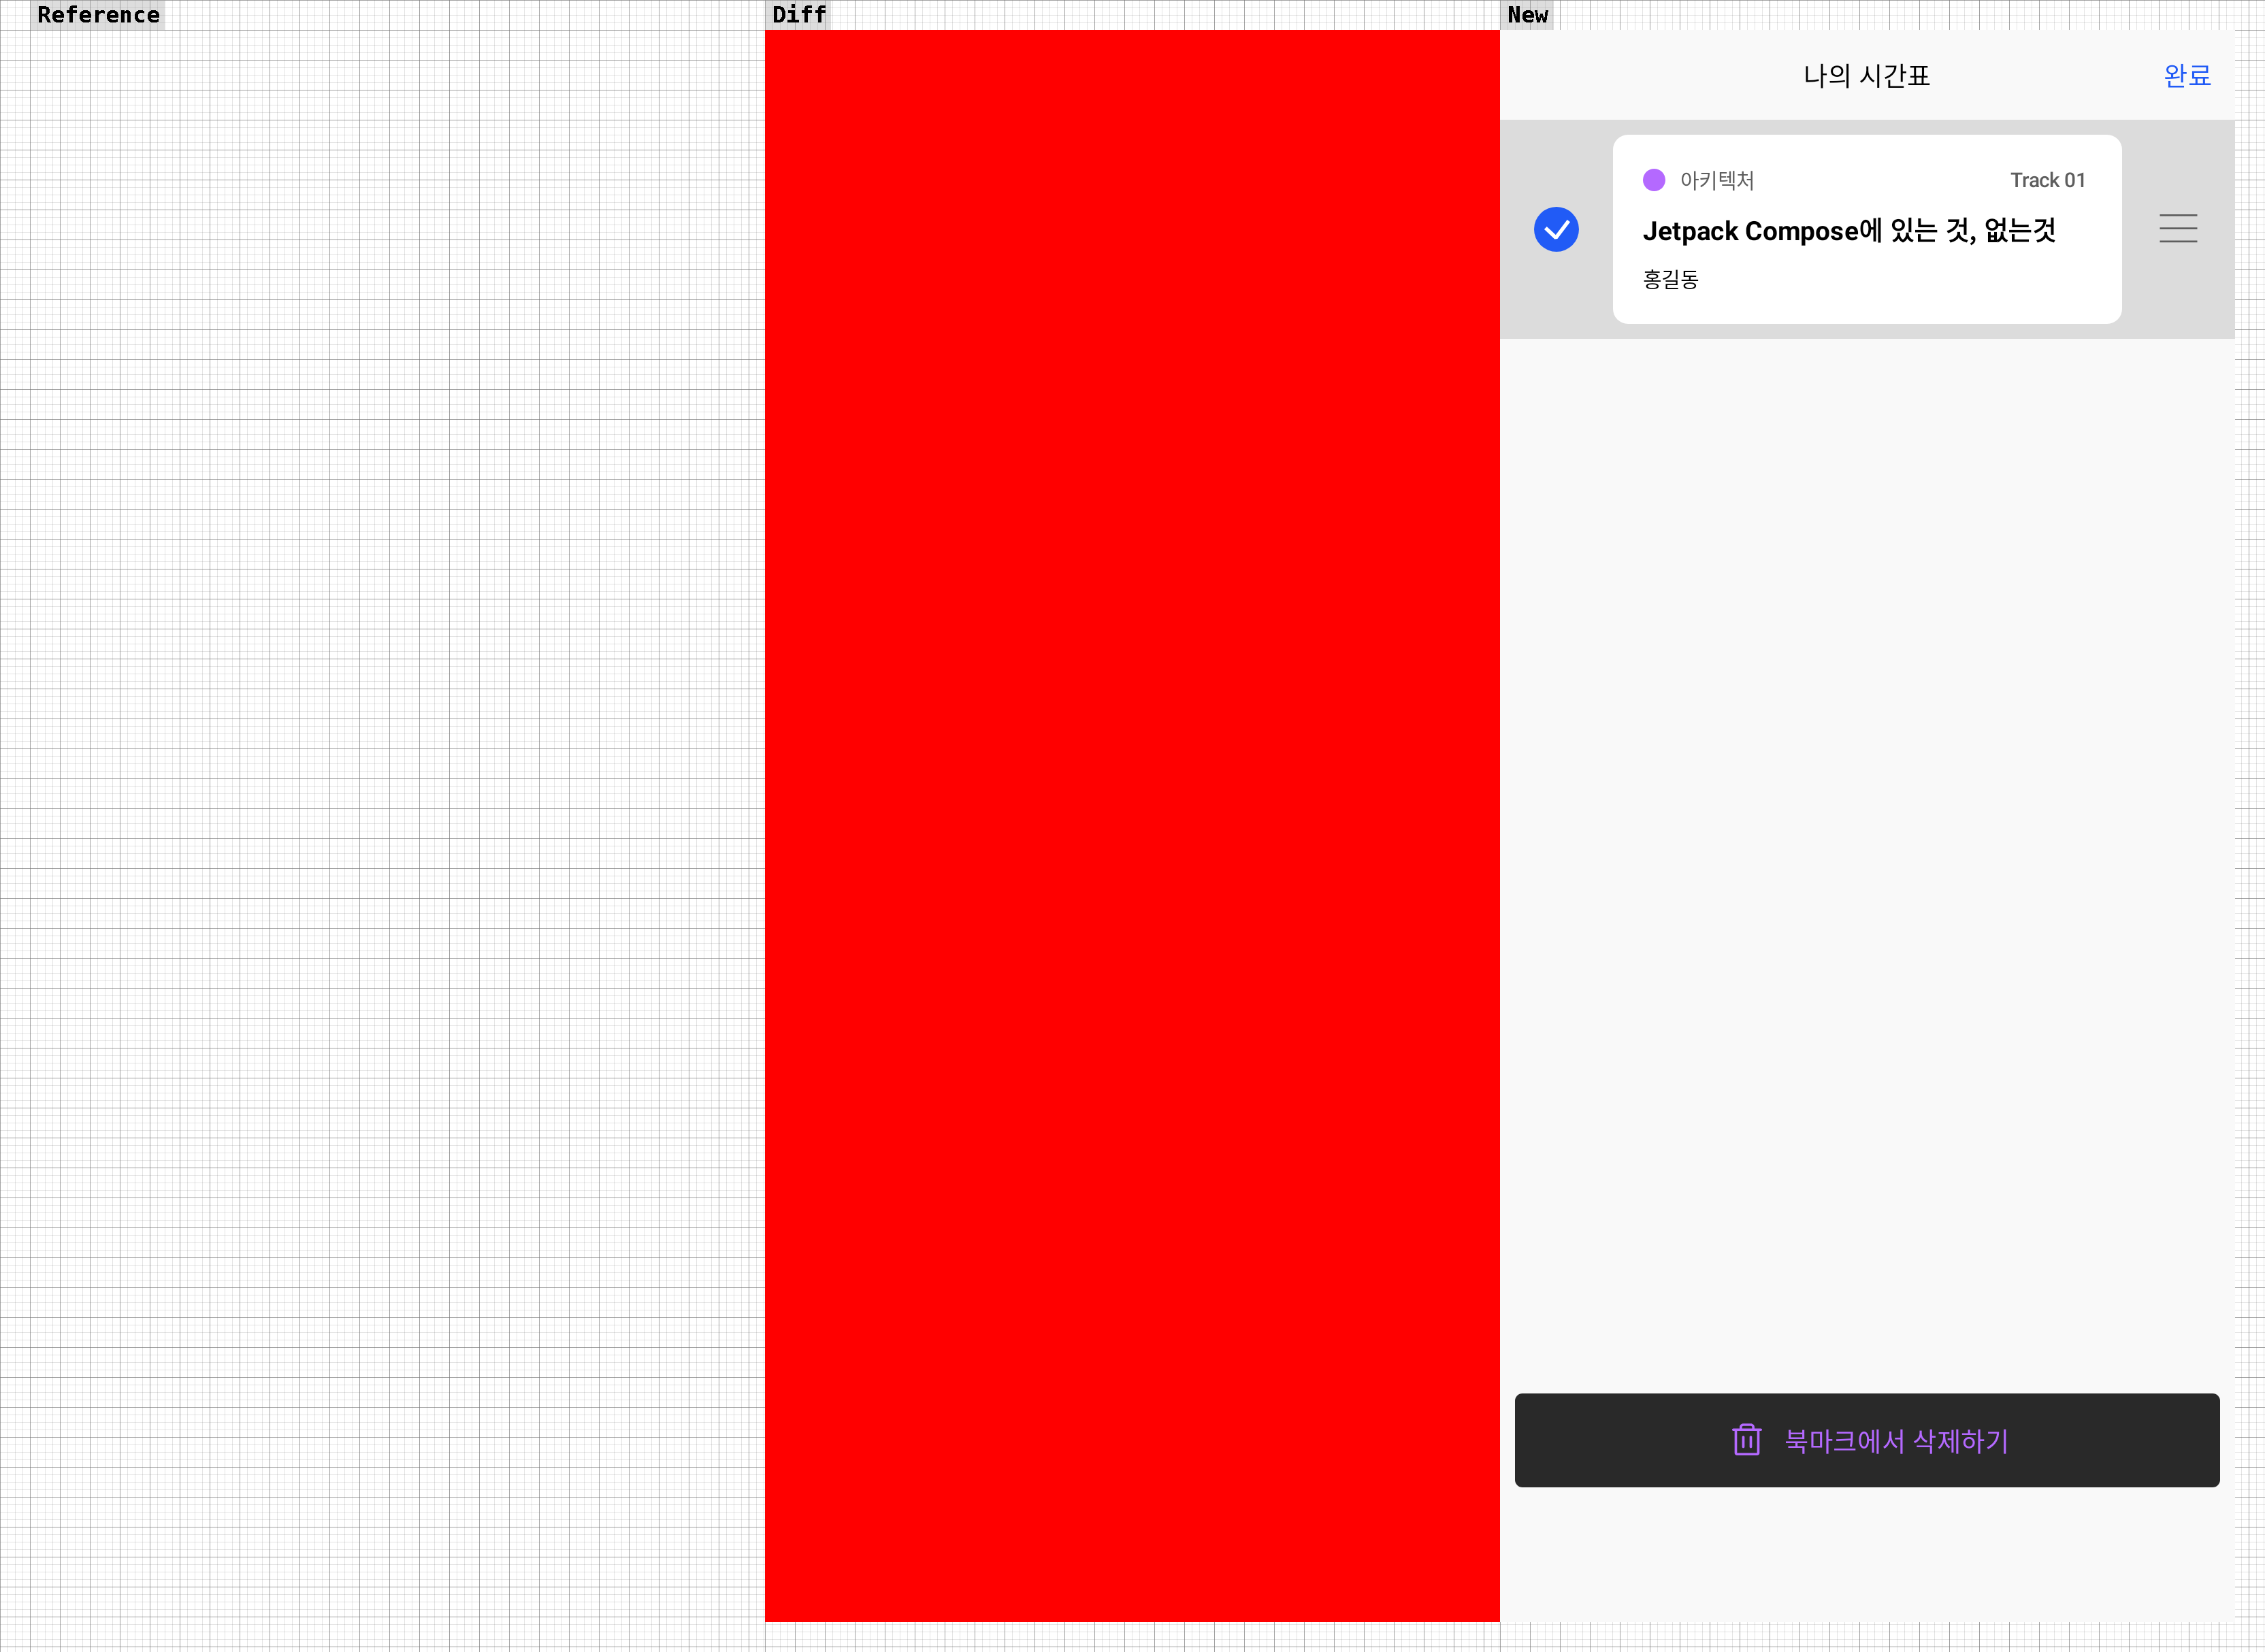 Reference
Diff
New
나의 시간표
완료
아키텍처
Track 01
Jetpack Compose에 있는 것, 없는것
홍길동
북마크에서 삭제하기